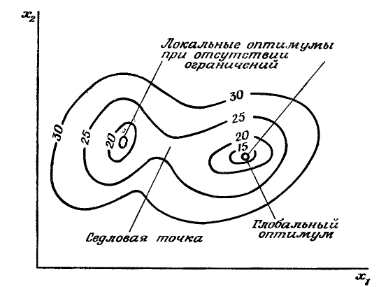 x₂
Локальные оптимумы
при отсутствии
ограничений
30
25
20
15
30
25
20
Глобальный
оптимум
Седловая точка
x₁